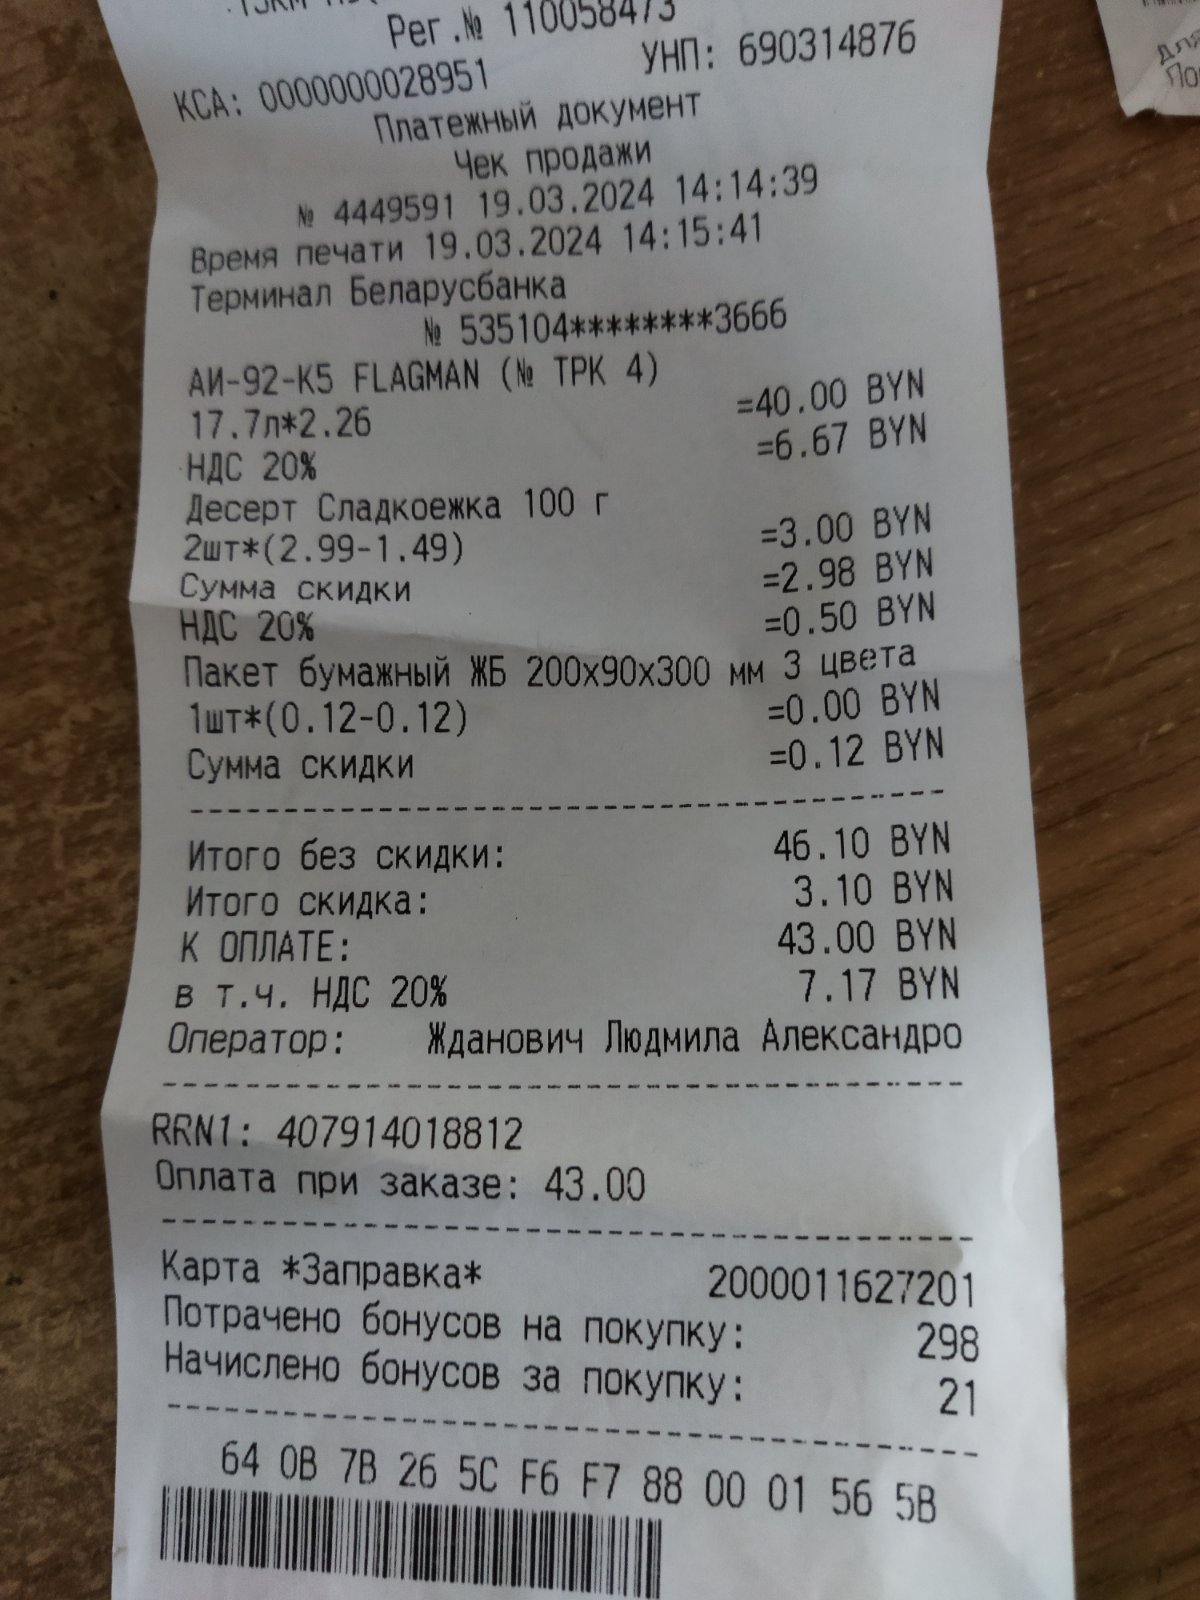 Рег.№ 110058473
КСА: 0000000028951 УНП: 690314876
Платежный документ
Чек продажи
№ 4449591 19.03.2024 14:14:39
Время печати 19.03.2024 14:15:41
Терминал Беларусбанка
№ 535104********3666
АИ-92-К5 FLAGMAN (№ ТРК 4)
17.7л*2.26 =40.00 BYN
НДС 20% =6.67 BYN
Десерт Сладкоежка 100 г
2шт*(2.99-1.49) =3.00 BYN
Сумма скидки =2.98 BYN
НДС 20% =0.50 BYN
Пакет бумажный ЖБ 200х90х300 мм 3 цвета
1шт*(0.12-0.12) =0.00 BYN
Сумма скидки =0.12 BYN
Итого без скидки: 46.10 BYN
Итого скидка: 3.10 BYN
К ОПЛАТЕ: 43.00 BYN
в т.ч. НДС 20% 7.17 BYN
Оператор: Жданович Людмила Александро
RRN1: 407914018812
Оплата при заказе: 43.00
Карта *Заправка* 2000011627201
Потрачено бонусов на покупку: 298
Начислено бонусов за покупку: 21
64 0B 7B 26 5C F6 F7 88 00 01 56 5B
для